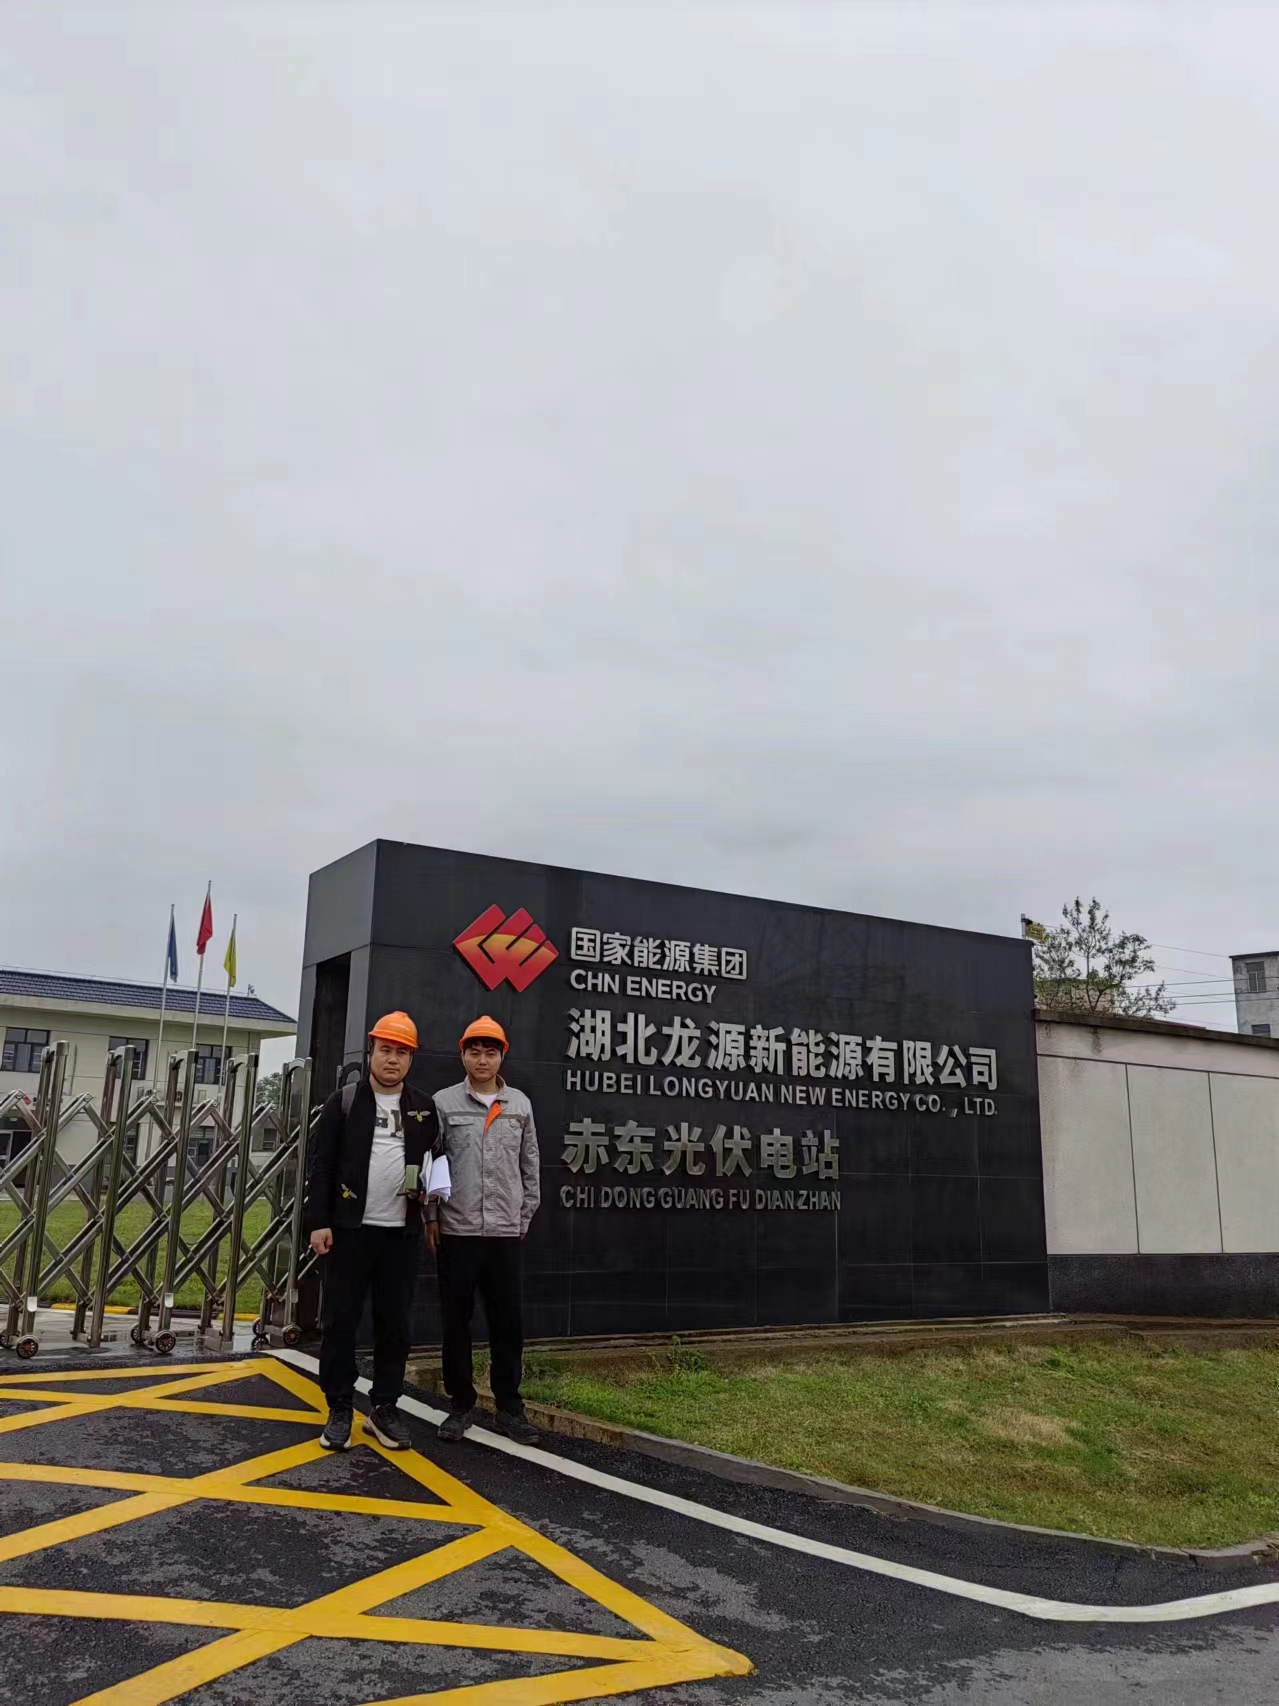 国家能源集团
CHN ENERGY
湖北龙源新能源有限公司
HUBEI LONGYUAN NEW ENERGY CO., LTD.
赤东光伏电站
CHI DONG GUANG FU DIAN ZHAN